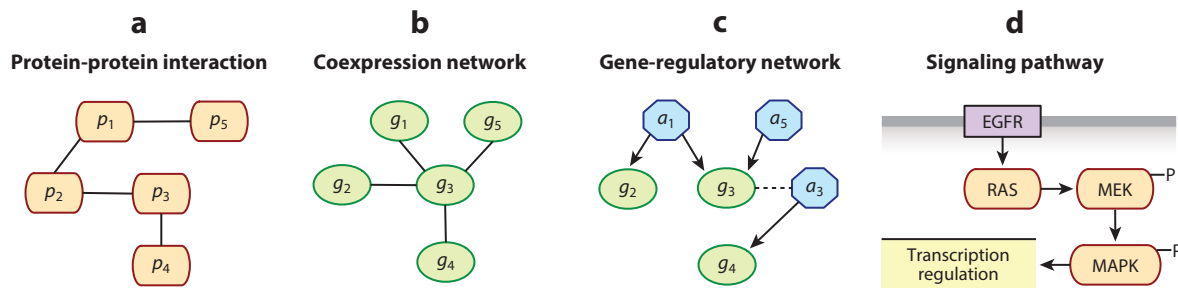 a
Protein-protein interaction
p1
p5
p2
p3
p4
b
Coexpression network
g1
g5
g2
g3
g4
c
Gene-regulatory network
a1
a5
g2
g3
a3
g4
d
Signaling pathway
EGFR
RAS
MEK
P
Transcription
regulation
MAPK
P